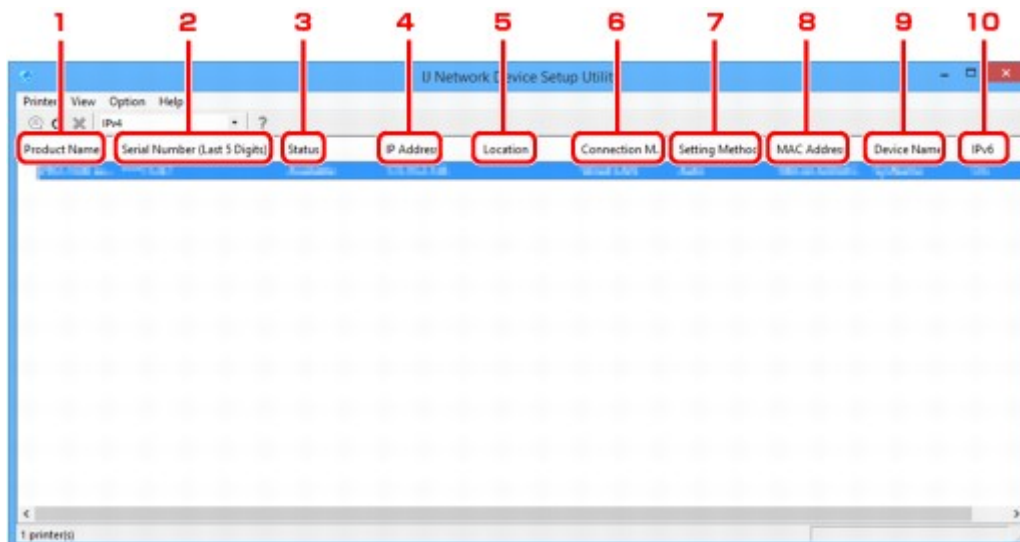 1 2 3 4 5 6 7 8 9 10
IJ Network Device Setup Utility
Printer View Option Help
IPv4 ?
Product Name Serial Number (Last 5 Digits) Status IP Address Location Connection M... Setting Method MAC Address Device Name IPv6
1 printer(s)